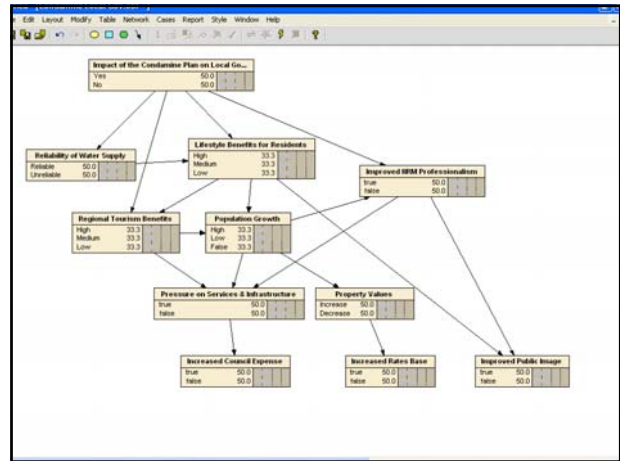 Edit Layout Modify Table Network Cases Report Style Window Help
Impact of the Condamine Plan on Local Go...
Yes 50.0
No 50.0
Lifestyle Benefits for Residents
High 33.3
Medium 33.3
Low 33.3
Reliability of Water Supply
Reliable 50.0
Unreliable 50.0
Improved NRM Professionalism
true 50.0
false 50.0
Regional Tourism Benefits
High 33.3
Medium 33.3
Low 33.3
Population Growth
High 33.3
Low 33.3
False 33.3
Pressure on Services & Infrastructure
true 50.0
false 50.0
Property Values
Increase 50.0
Decrease 50.0
Increased Council Expense
true 50.0
false 50.0
Increased Rates Base
true 50.0
false 50.0
Improved Public Image
true 50.0
false 50.0